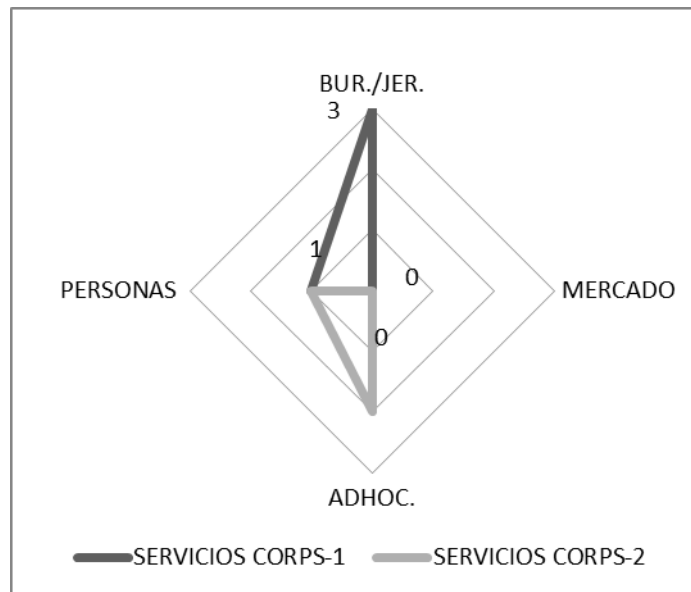 BUR./JER.
3
1
0
PERSONAS
MERCADO
0
ADHOC.
SERVICIOS CORPS-1
SERVICIOS CORPS-2